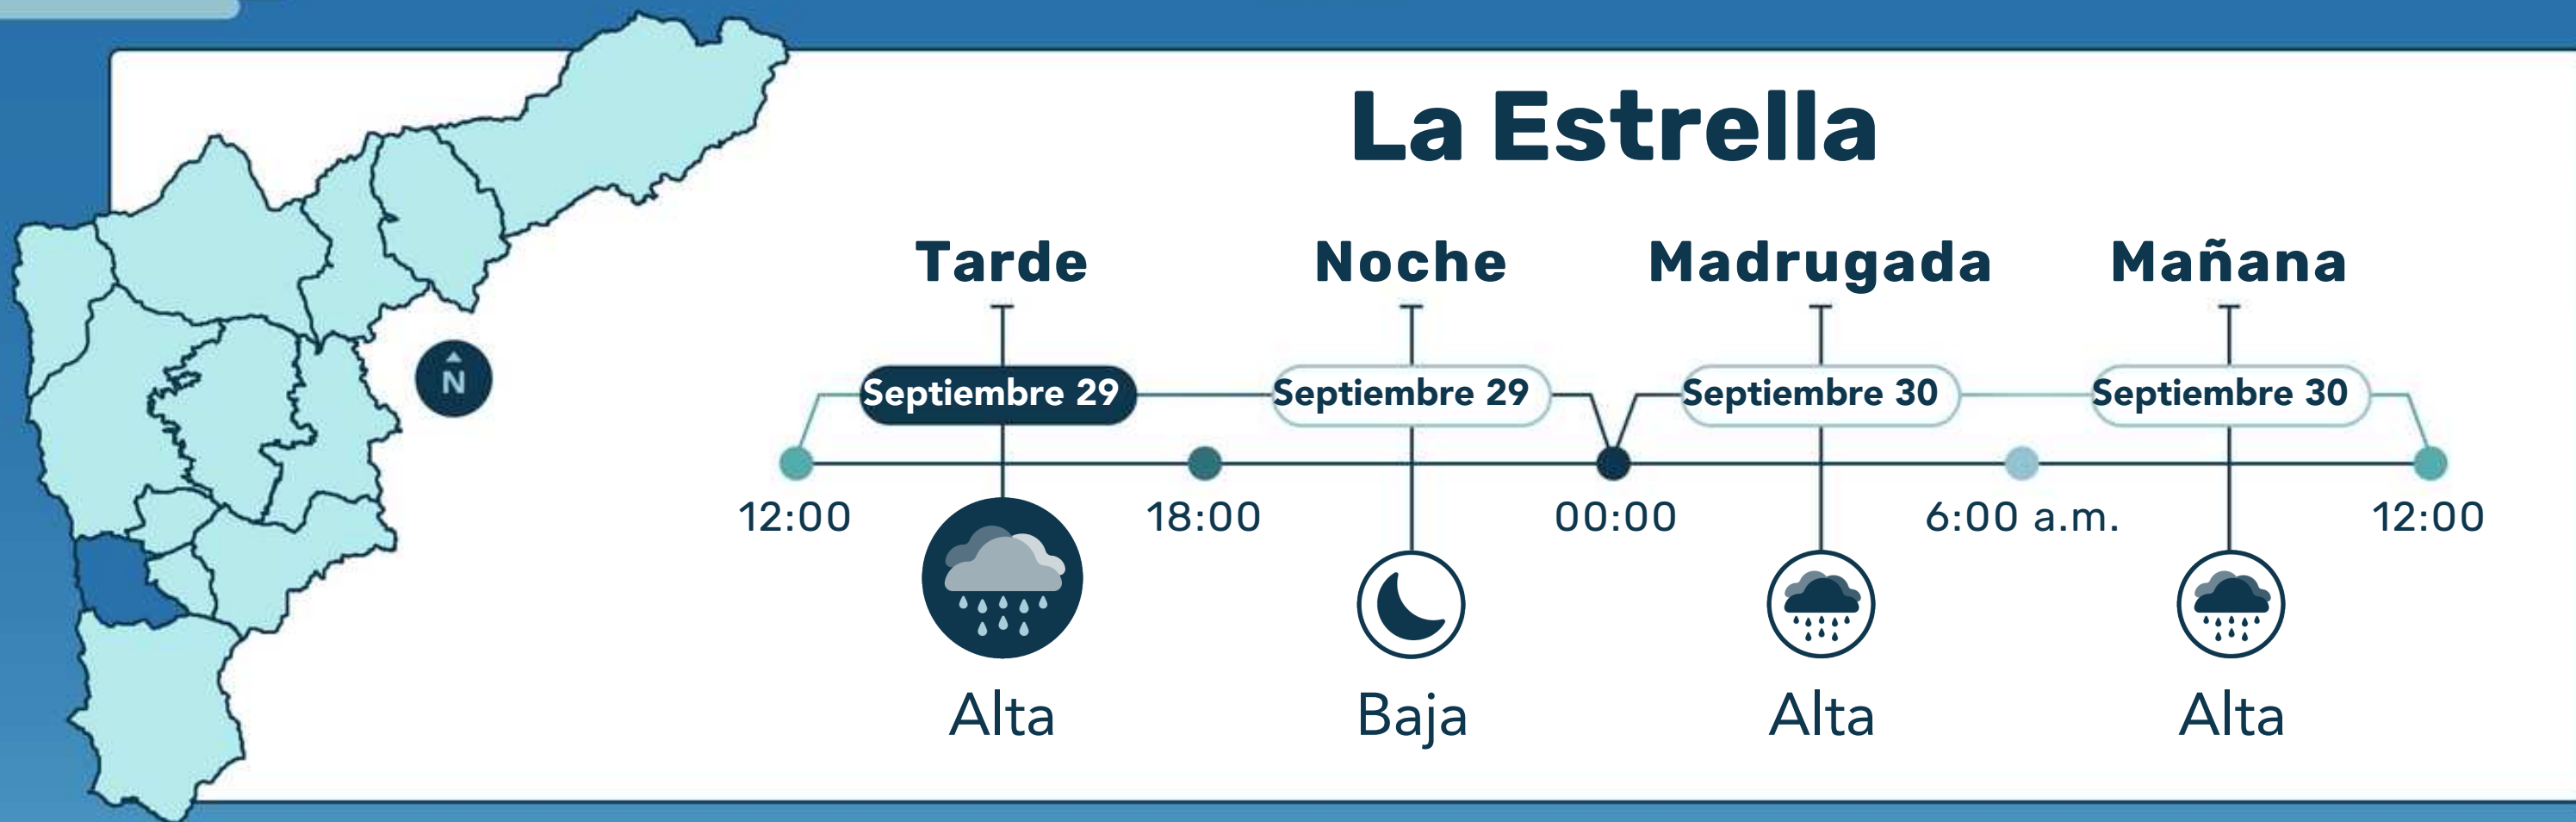 La Estrella
Tarde Noche Madrugada Mañana
N
Septiembre 29 Septiembre 29 Septiembre 30 Septiembre 30
12:00 18:00 00:00 6:00 a.m. 12:00
Alta Baja Alta Alta